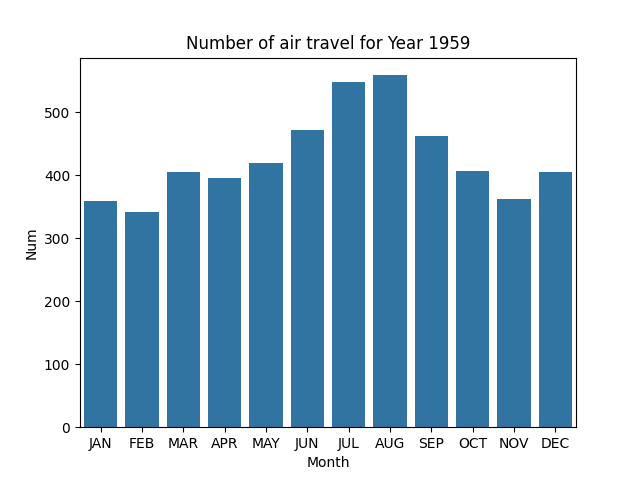 Number of air travel for Year 1959
Num
500
400
300
200
100
0
JAN FEB MAR APR MAY JUN JUL AUG SEP OCT NOV DEC
Month